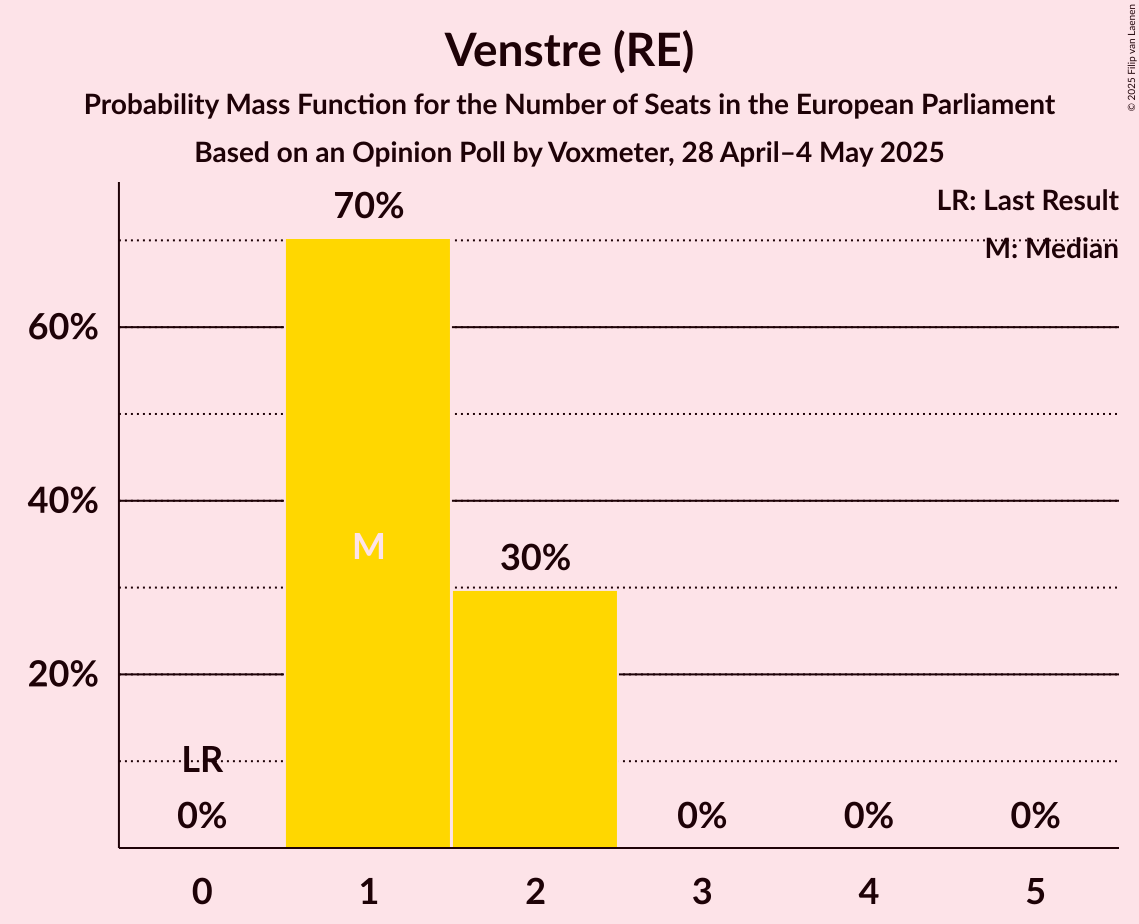 Venstre (RE)
Probability Mass Function for the Number of Seats in the European Parliament
Based on an Opinion Poll by Voxmeter, 28 April–4 May 2025
© 2025 Filip van Laenen
LR: Last Result
M: Median
70%
60%
40%
M
30%
20%
LR
0%
0%
0%
0%
0
1
2
3
4
5